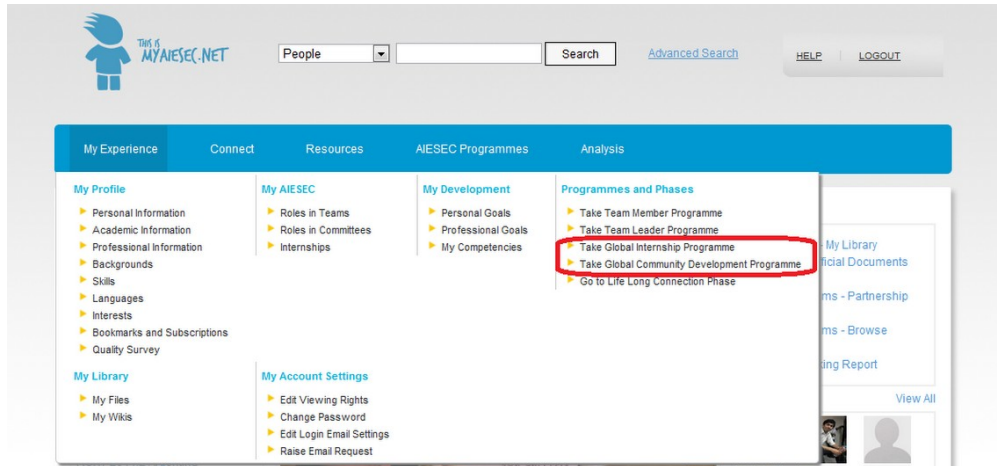 THIS IS
MYAIESEC.NET
People
Search
Advanced Search
HELP
LOGOUT
My Experience
Connect
Resources
AIESEC Programmes
Analysis
My Profile
Personal Information
Academic Information
Professional Information
Backgrounds
Skills
Languages
Interests
Bookmarks and Subscriptions
Quality Survey
My AIESEC
Roles in Teams
Roles in Committees
Internships
My Development
Personal Goals
Professional Goals
My Competencies
Programmes and Phases
Take Team Member Programme
Take Team Leader Programme
Take Global Internship Programme
Take Global Community Development Programme
Go to Life Long Connection Phase
My Library
My Files
My Wikis
My Account Settings
Edit Viewing Rights
Change Password
Edit Login Email Settings
Raise Email Request
My Library
Documents
Partnership
Browse
Report
View All